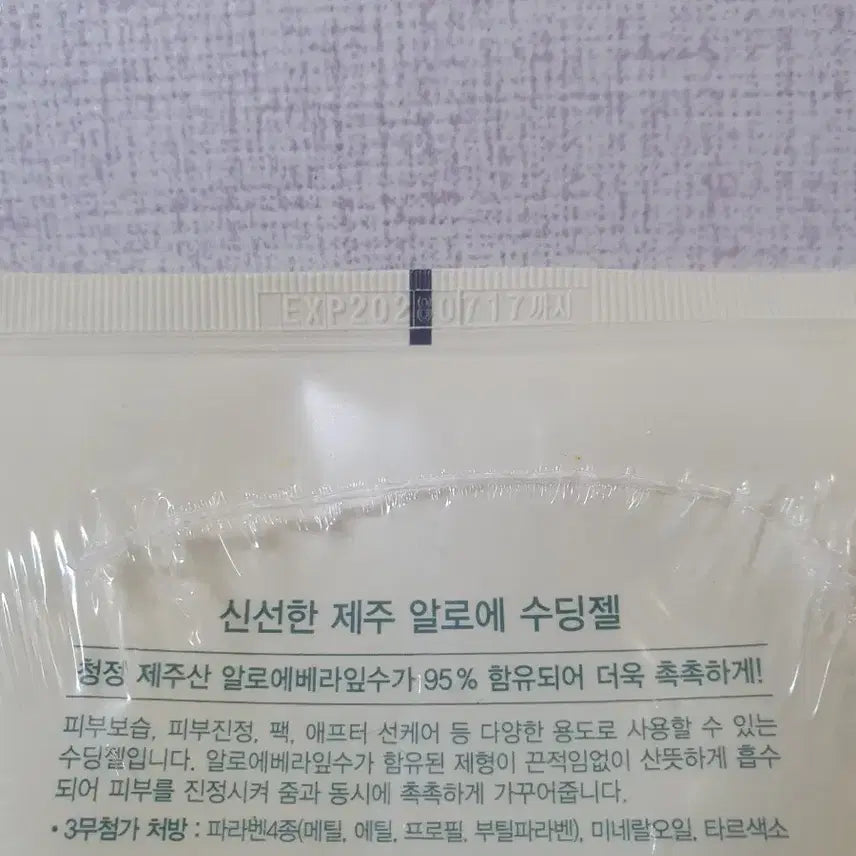 신선한 제주 알로에 수딩젤
청정 제주산 알로에베라잎수가 95% 함유되어 더욱 촉촉하게!
피부보습, 피부진정, 팩, 애프터 선케어 등 다양한 용도로 사용할 수 있는
수딩젤입니다. 알로에베라잎수가 함유된 제형이 끈적임없이 산뜻하게 흡수
되어 피부를 진정시켜 줌과 동시에 촉촉하게 가꾸어줍니다.
• 3무첨가 처방 : 파라벤4종(메틸, 에틸, 프로필, 부틸파라벤), 미네랄오일, 타르색소